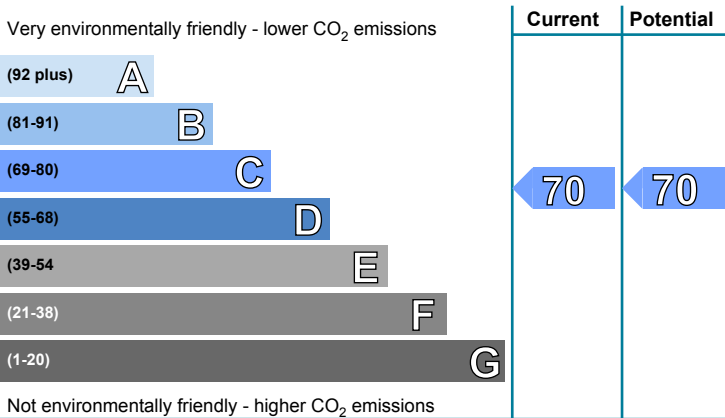 Very environmentally friendly - lower CO2 emissions
Current
Potential
(92 plus) A
(81-91) B
(69-80) C
70
70
(55-68) D
(39-54 E
(21-38) F
(1-20) G
Not environmentally friendly - higher CO2 emissions